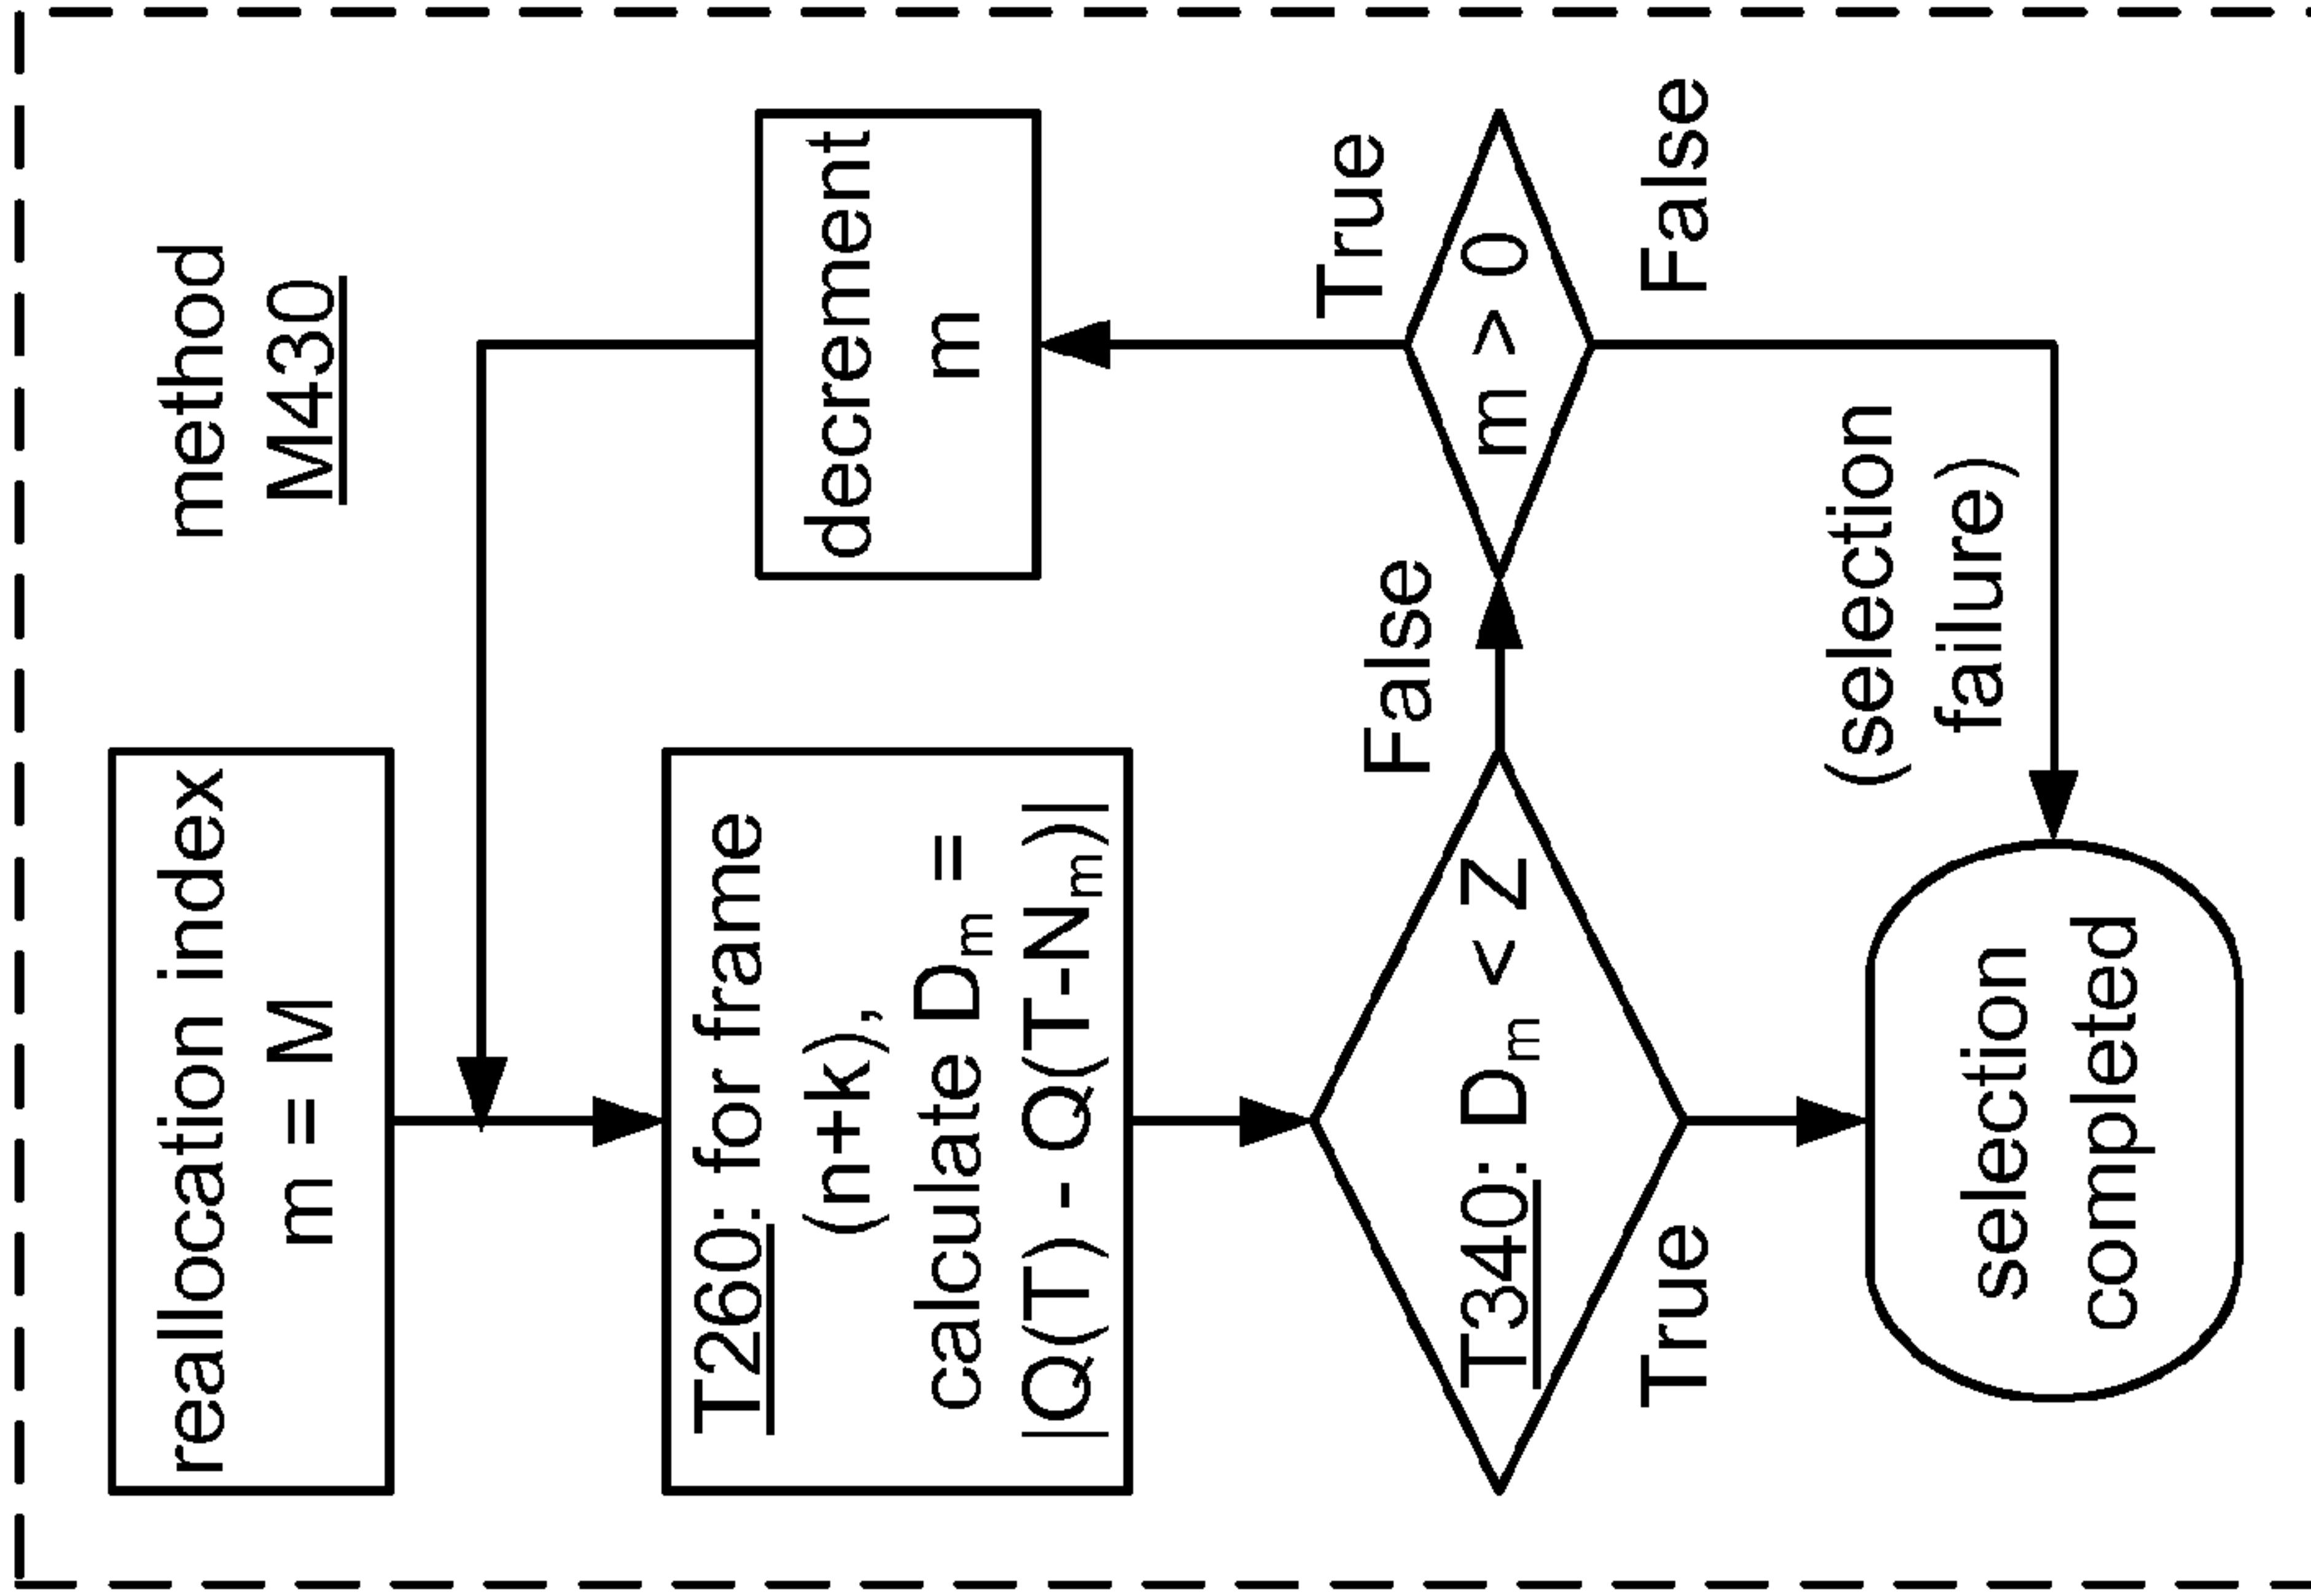 method
M430
reallocation index
m = M
T260: for frame
(n+k),
calculate Dm =
|Q(T) - Q(T-Nm)|
decrement
m
T340: Dm < Z
False
m > 0
True
False
True
(selection
failure)
selection
completed